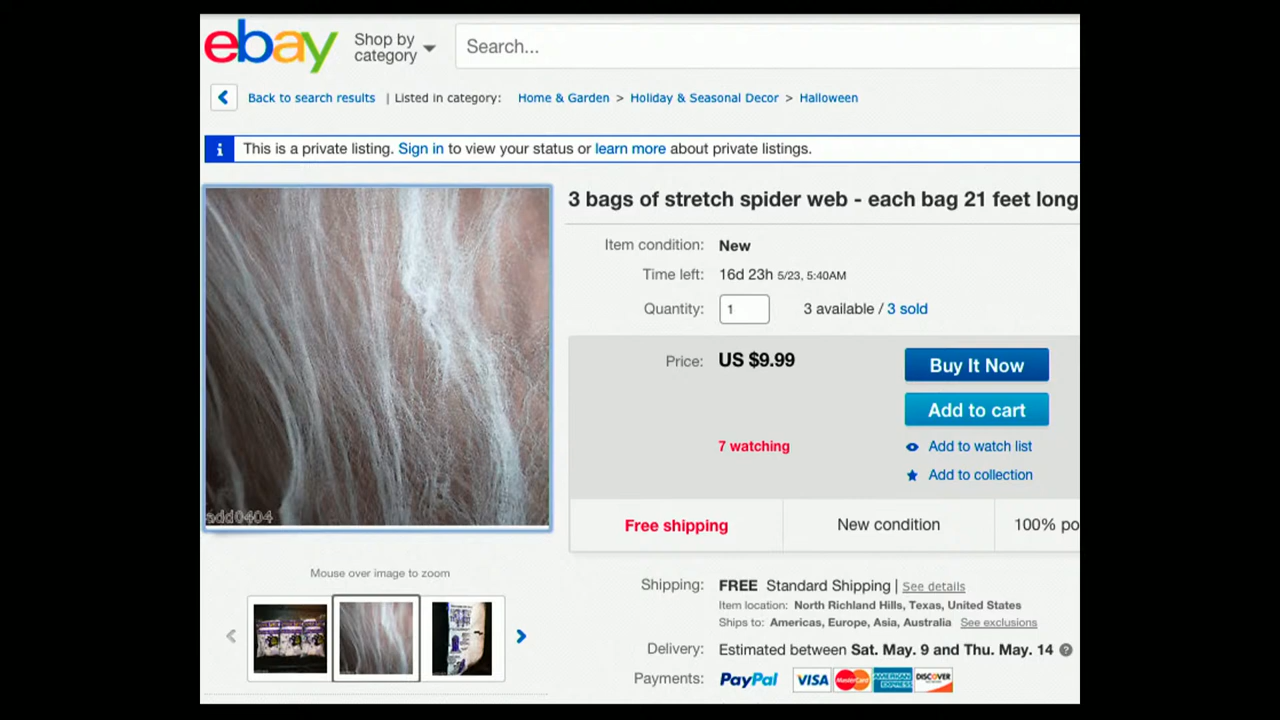 ebay
Shop by
category
Search...
Back to search results | Listed in category: Home & Garden > Holiday & Seasonal Decor > Halloween
i This is a private listing. Sign in to view your status or learn more about private listings.
3 bags of stretch spider web - each bag 21 feet long
Item condition: New
Time left: 16d 23h 5/23, 5:40AM
Quantity: 1 3 available / 3 sold
Price: US $9.99
Buy It Now
Add to cart
7 watching
Add to watch list
Add to collection
add0404
Free shipping New condition 100% po
Mouse over image to zoom
Shipping: FREE Standard Shipping | See details
Item location: North Richland Hills, Texas, United States
Ships to: Americas, Europe, Asia, Australia See exclusions
Delivery: Estimated between Sat. May. 9 and Thu. May. 14 ?
Payments: PayPal VISA MasterCard AMERICAN EXPRESS DISCOVER